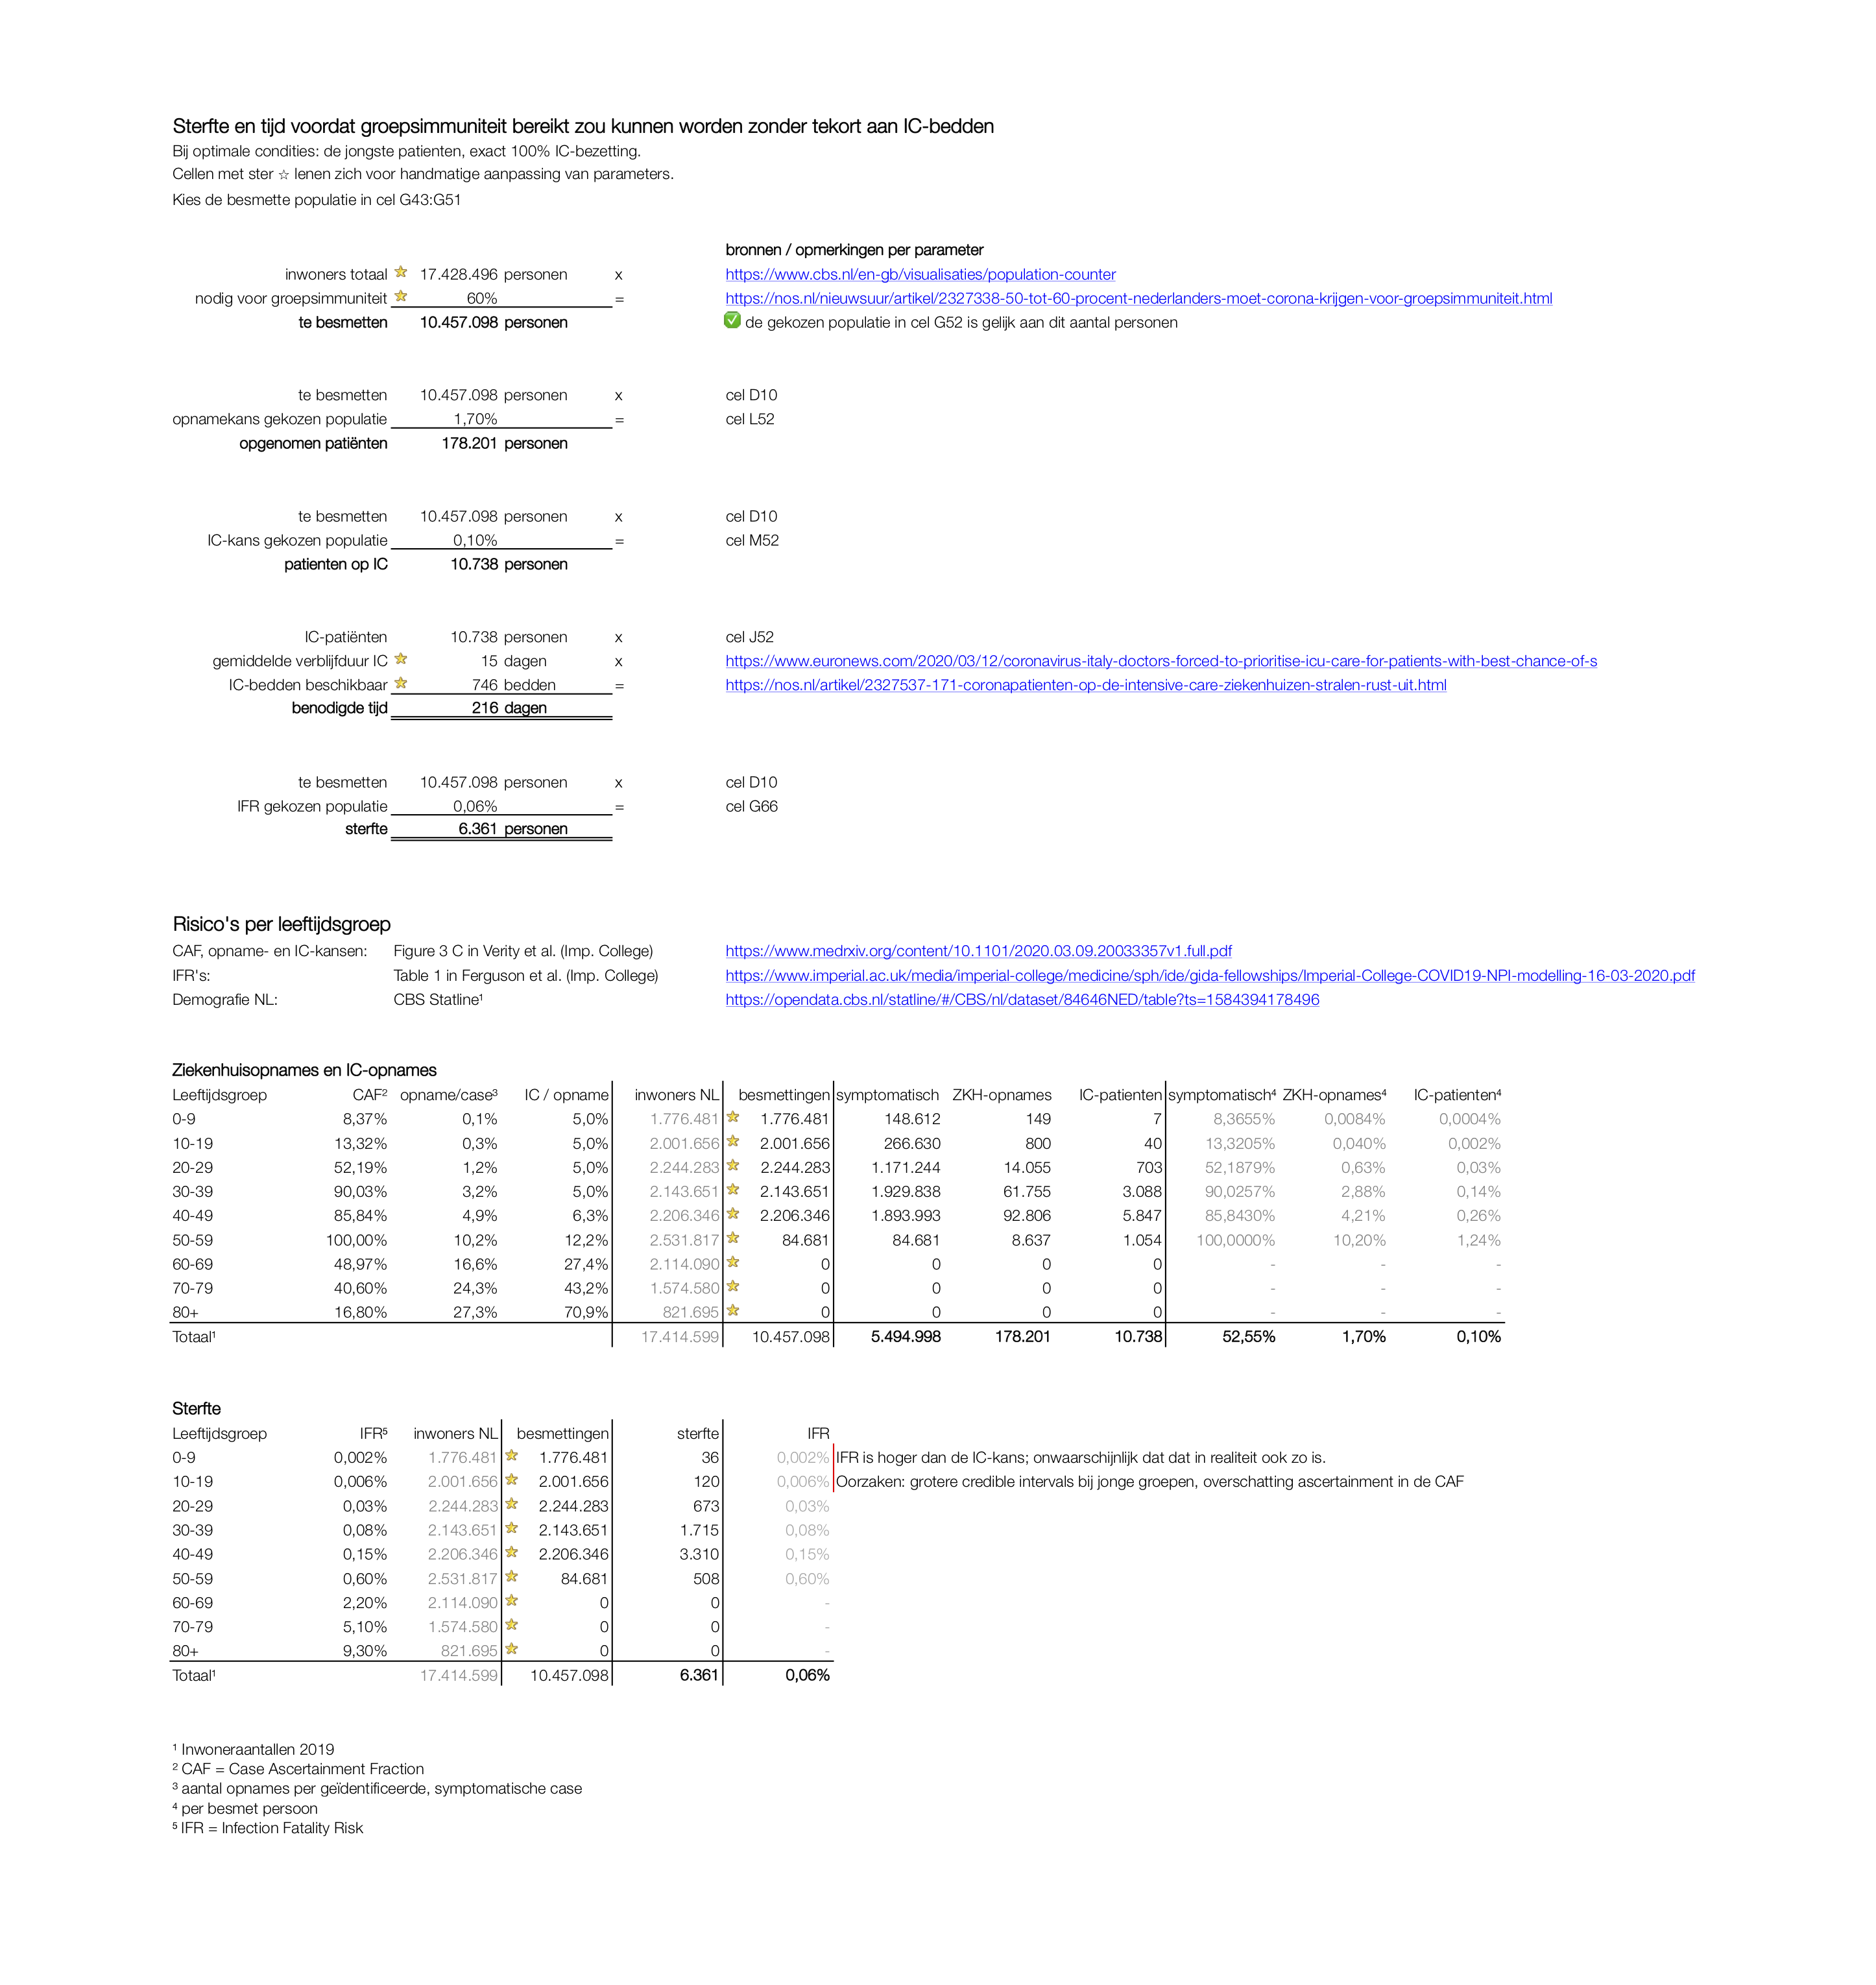 Sterfte en tijd voordat groepsimmuniteit bereikt zou kunnen worden zonder tekort aan IC-bedden
Bij optimale condities: de jongste patienten, exact 100% IC-bezetting.
Cellen met ster ☆ lenen zich voor handmatige aanpassing van parameters.
Kies de besmette populatie in cel G43:G51
bronnen / opmerkingen per parameter
inwoners totaal ⭐ 17.428.496 personen x https://www.cbs.nl/en-gb/visualisaties/population-counter
nodig voor groepsimmuniteit ⭐ 60% = https://nos.nl/nieuwsuur/artikel/2327338-50-tot-60-procent-nederlanders-moet-corona-krijgen-voor-groepsimmuniteit.html
te besmetten 10.457.098 personen ✅ de gekozen populatie in cel G52 is gelijk aan dit aantal personen
te besmetten 10.457.098 personen x cel D10
opnamekans gekozen populatie 1,70% = cel L52
opgenomen patiënten 178.201 personen
te besmetten 10.457.098 personen x cel D10
IC-kans gekozen populatie 0,10% = cel M52
patienten op IC 10.738 personen
IC-patiënten 10.738 personen x cel J52
gemiddelde verblijfduur IC ⭐ 15 dagen x https://www.euronews.com/2020/03/12/coronavirus-italy-doctors-forced-to-prioritise-icu-care-for-patients-with-best-chance-of-s
IC-bedden beschikbaar ⭐ 746 bedden = https://nos.nl/artikel/2327537-171-coronapatienten-op-de-intensive-care-ziekenhuizen-stralen-rust-uit.html
benodigde tijd 216 dagen
te besmetten 10.457.098 personen x cel D10
IFR gekozen populatie 0,06% = cel G66
sterfte 6.361 personen
Risico's per leeftijdsgroep
CAF, opname- en IC-kansen: Figure 3 C in Verity et al. (Imp. College) https://www.medrxiv.org/content/10.1101/2020.03.09.20033357v1.full.pdf
IFR's: Table 1 in Ferguson et al. (Imp. College) https://www.imperial.ac.uk/media/imperial-college/medicine/sph/ide/gida-fellowships/Imperial-College-COVID19-NPI-modelling-16-03-2020.pdf
Demografie NL: CBS Statline¹ https://opendata.cbs.nl/statline/#/CBS/nl/dataset/84646NED/table?ts=1584394178496
Ziekenhuisopnames en IC-opnames
Leeftijdsgroep CAF² opname/case³ IC / opname inwoners NL besmettingen symptomatisch ZKH-opnames IC-patienten symptomatisch⁴ ZKH-opnames⁴ IC-patienten⁴
0-9 8,37% 0,1% 5,0% 1.776.481 ⭐ 1.776.481 148.612 149 7 8,3655% 0,0084% 0,0004%
10-19 13,32% 0,3% 5,0% 2.001.656 ⭐ 2.001.656 266.630 800 40 13,3205% 0,040% 0,002%
20-29 52,19% 1,2% 5,0% 2.244.283 ⭐ 2.244.283 1.171.244 14.055 703 52,1879% 0,63% 0,03%
30-39 90,03% 3,2% 5,0% 2.143.651 ⭐ 2.143.651 1.929.838 61.755 3.088 90,0257% 2,88% 0,14%
40-49 85,84% 4,9% 6,3% 2.206.346 ⭐ 2.206.346 1.893.993 92.806 5.847 85,8430% 4,21% 0,26%
50-59 100,00% 10,2% 12,2% 2.531.817 ⭐ 84.681 84.681 8.637 1.054 100,0000% 10,20% 1,24%
60-69 48,97% 16,6% 27,4% 2.114.090 ⭐ 0 0 0 0 - - -
70-79 40,60% 24,3% 43,2% 1.574.580 ⭐ 0 0 0 0 - - -
80+ 16,80% 27,3% 70,9% 821.695 ⭐ 0 0 0 0 - - -
Totaal¹ 17.414.599 10.457.098 5.494.998 178.201 10.738 52,55% 1,70% 0,10%
Sterfte
Leeftijdsgroep IFR⁵ inwoners NL besmettingen sterfte IFR
0-9 0,002% 1.776.481 ⭐ 1.776.481 36 0,002% IFR is hoger dan de IC-kans; onwaarschijnlijk dat dat in realiteit ook zo is.
10-19 0,006% 2.001.656 ⭐ 2.001.656 120 0,006% Oorzaken: grotere credible intervals bij jonge groepen, overschatting ascertainment in de CAF
20-29 0,03% 2.244.283 ⭐ 2.244.283 673 0,03%
30-39 0,08% 2.143.651 ⭐ 2.143.651 1.715 0,08%
40-49 0,15% 2.206.346 ⭐ 2.206.346 3.310 0,15%
50-59 0,60% 2.531.817 ⭐ 84.681 508 0,60%
60-69 2,20% 2.114.090 ⭐ 0 0 -
70-79 5,10% 1.574.580 ⭐ 0 0 -
80+ 9,30% 821.695 ⭐ 0 0 -
Totaal¹ 17.414.599 10.457.098 6.361 0,06%
¹ Inwoneraantallen 2019
² CAF = Case Ascertainment Fraction
³ aantal opnames per geïdentificeerde, symptomatische case
⁴ per besmet persoon
⁵ IFR = Infection Fatality Risk